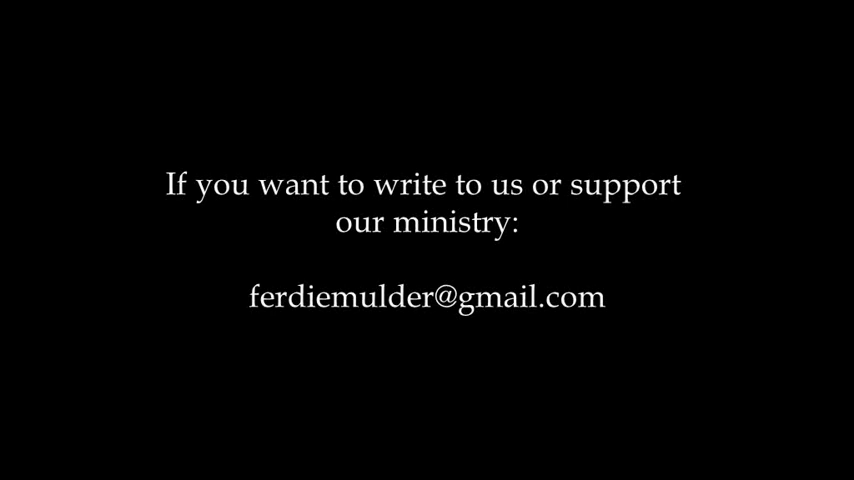 If you want to write to us or support
our ministry:
ferdiemulder@gmail.com